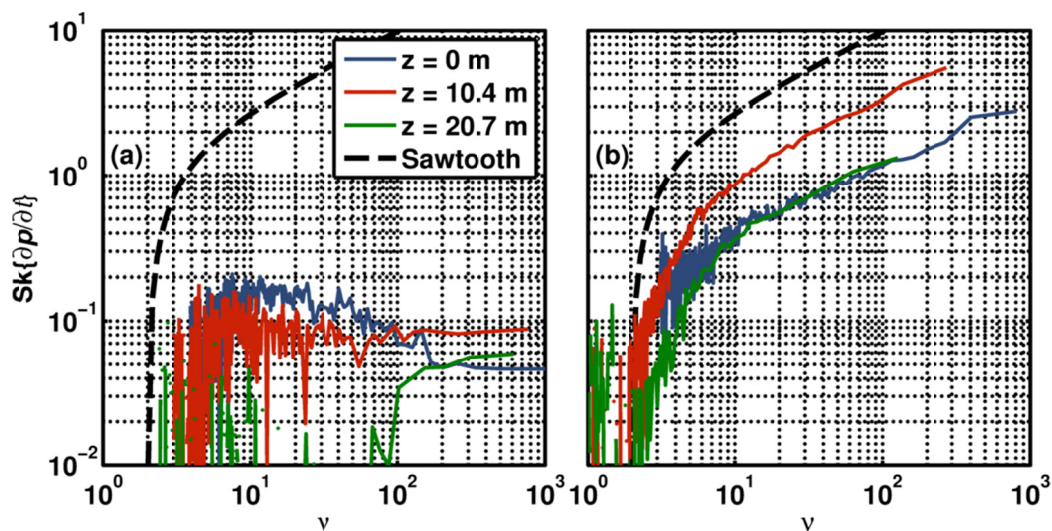 Sk{∂p/∂t}
10¹
10⁰
10⁻¹
10⁻²
(a)
z = 0 m
z = 10.4 m
z = 20.7 m
Sawtooth
10⁰
10¹
10²
10³
ν
(b)
10⁰
10¹
10²
10³
ν